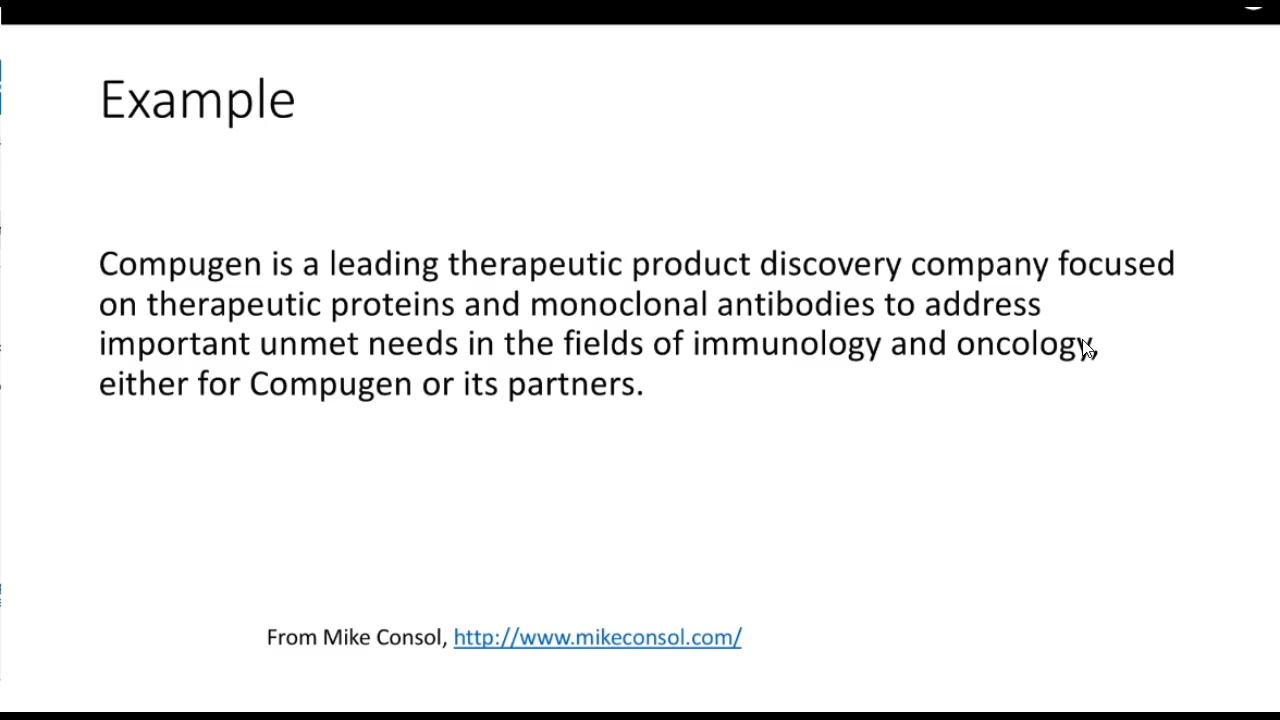 Example
Compugen is a leading therapeutic product discovery company focused
on therapeutic proteins and monoclonal antibodies to address
important unmet needs in the fields of immunology and oncology,
either for Compugen or its partners.
From Mike Consol, http://www.mikeconsol.com/